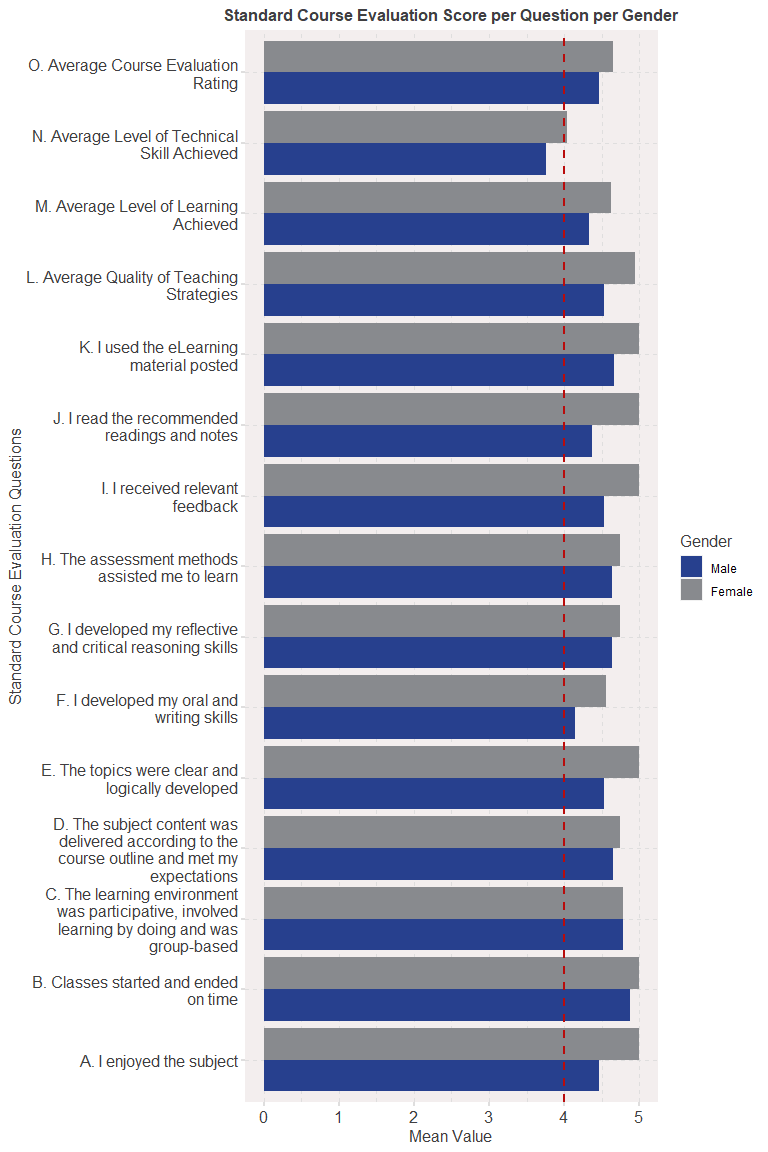 Standard Course Evaluation Score per Question per Gender
O. Average Course Evaluation
Rating
N. Average Level of Technical
Skill Achieved
M. Average Level of Learning
Achieved
L. Average Quality of Teaching
Strategies
K. I used the eLearning
material posted
J. I read the recommended
readings and notes
I. I received relevant
feedback
H. The assessment methods
assisted me to learn
G. I developed my reflective
and critical reasoning skills
F. I developed my oral and
writing skills
E. The topics were clear and
logically developed
D. The subject content was
delivered according to the
course outline and met my
expectations
C. The learning environment
was participative, involved
learning by doing and was
group-based
B. Classes started and ended
on time
A. I enjoyed the subject
Standard Course Evaluation Questions
0 1 2 3 4 5
Mean Value
Gender
Male
Female